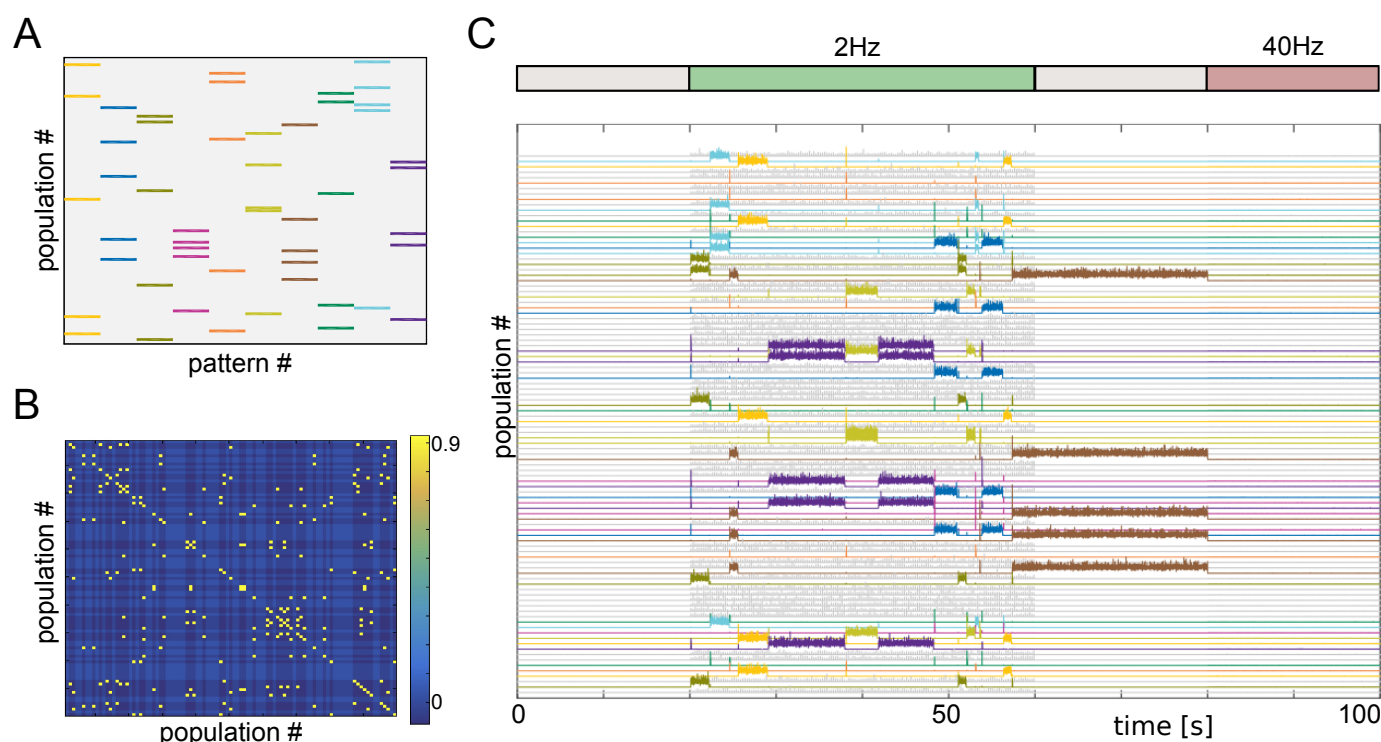 A
population #
pattern #
B
population #
0.9
0
population #
C
2Hz
40Hz
population #
0
50
time [s]
100